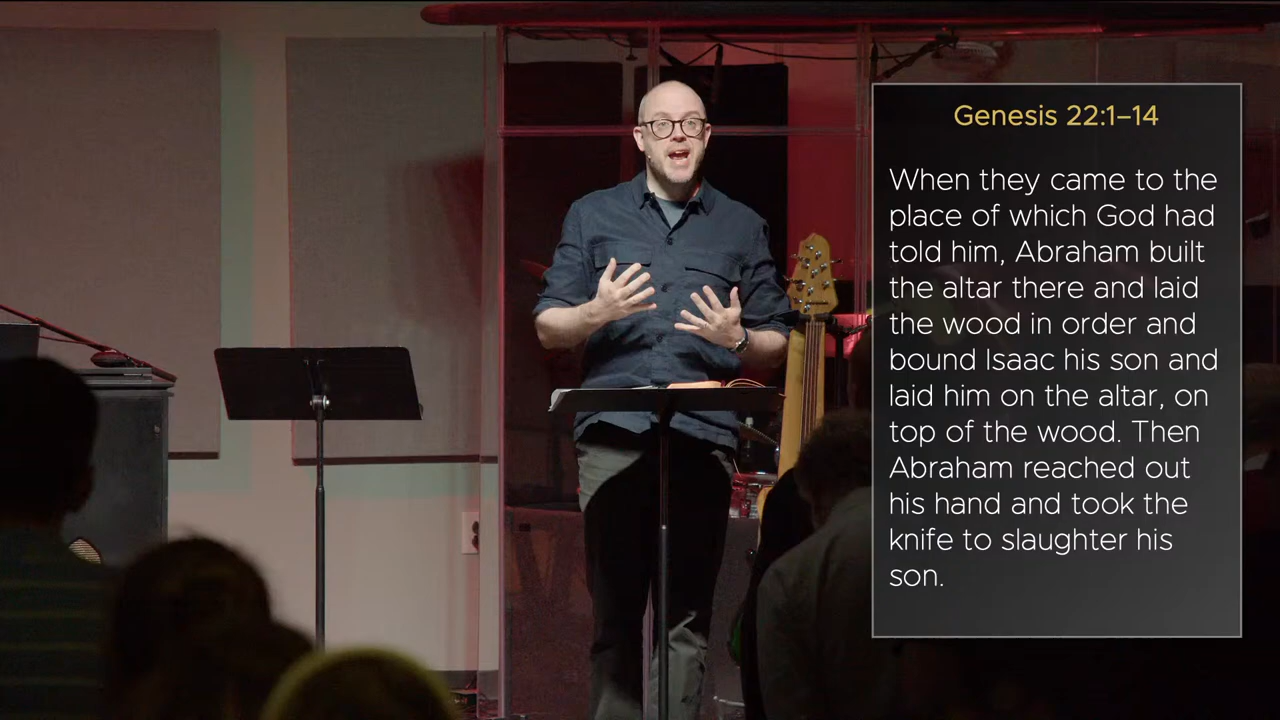 Genesis 22:1–14
When they came to the
place of which God had
told him, Abraham built
the altar there and laid
the wood in order and
bound Isaac his son and
laid him on the altar, on
top of the wood. Then
Abraham reached out
his hand and took the
knife to slaughter his
son.